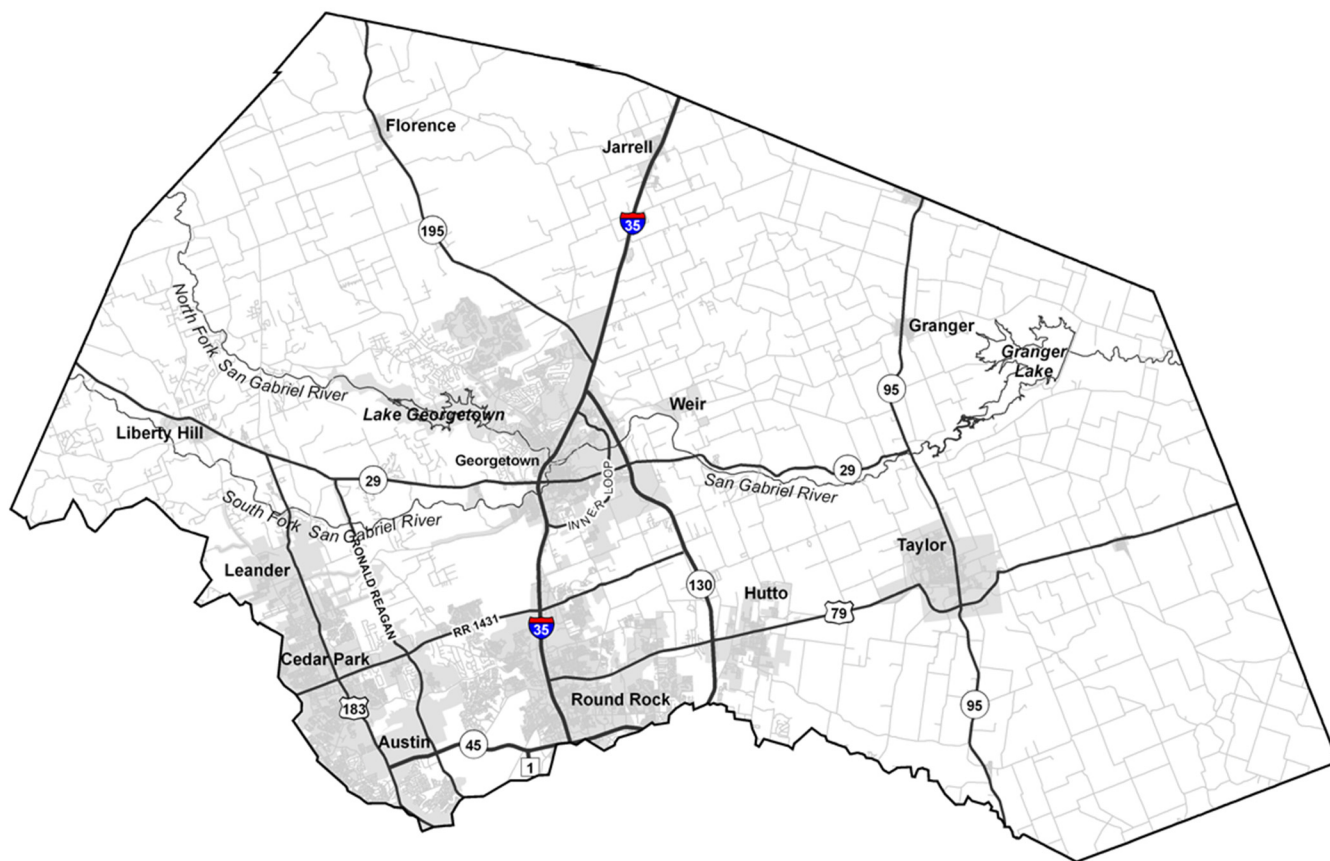 Florence
Jarrell
35
195
North Fork San Gabriel River
Granger
Granger
Lake
95
Lake Georgetown
Weir
Liberty Hill
Georgetown
29
29
INNER LOOP
San Gabriel River
South Fork San Gabriel River
RONALD REAGAN
Leander
Taylor
130
Hutto
79
RR 1431
35
Cedar Park
183
Round Rock
95
Austin
45
1